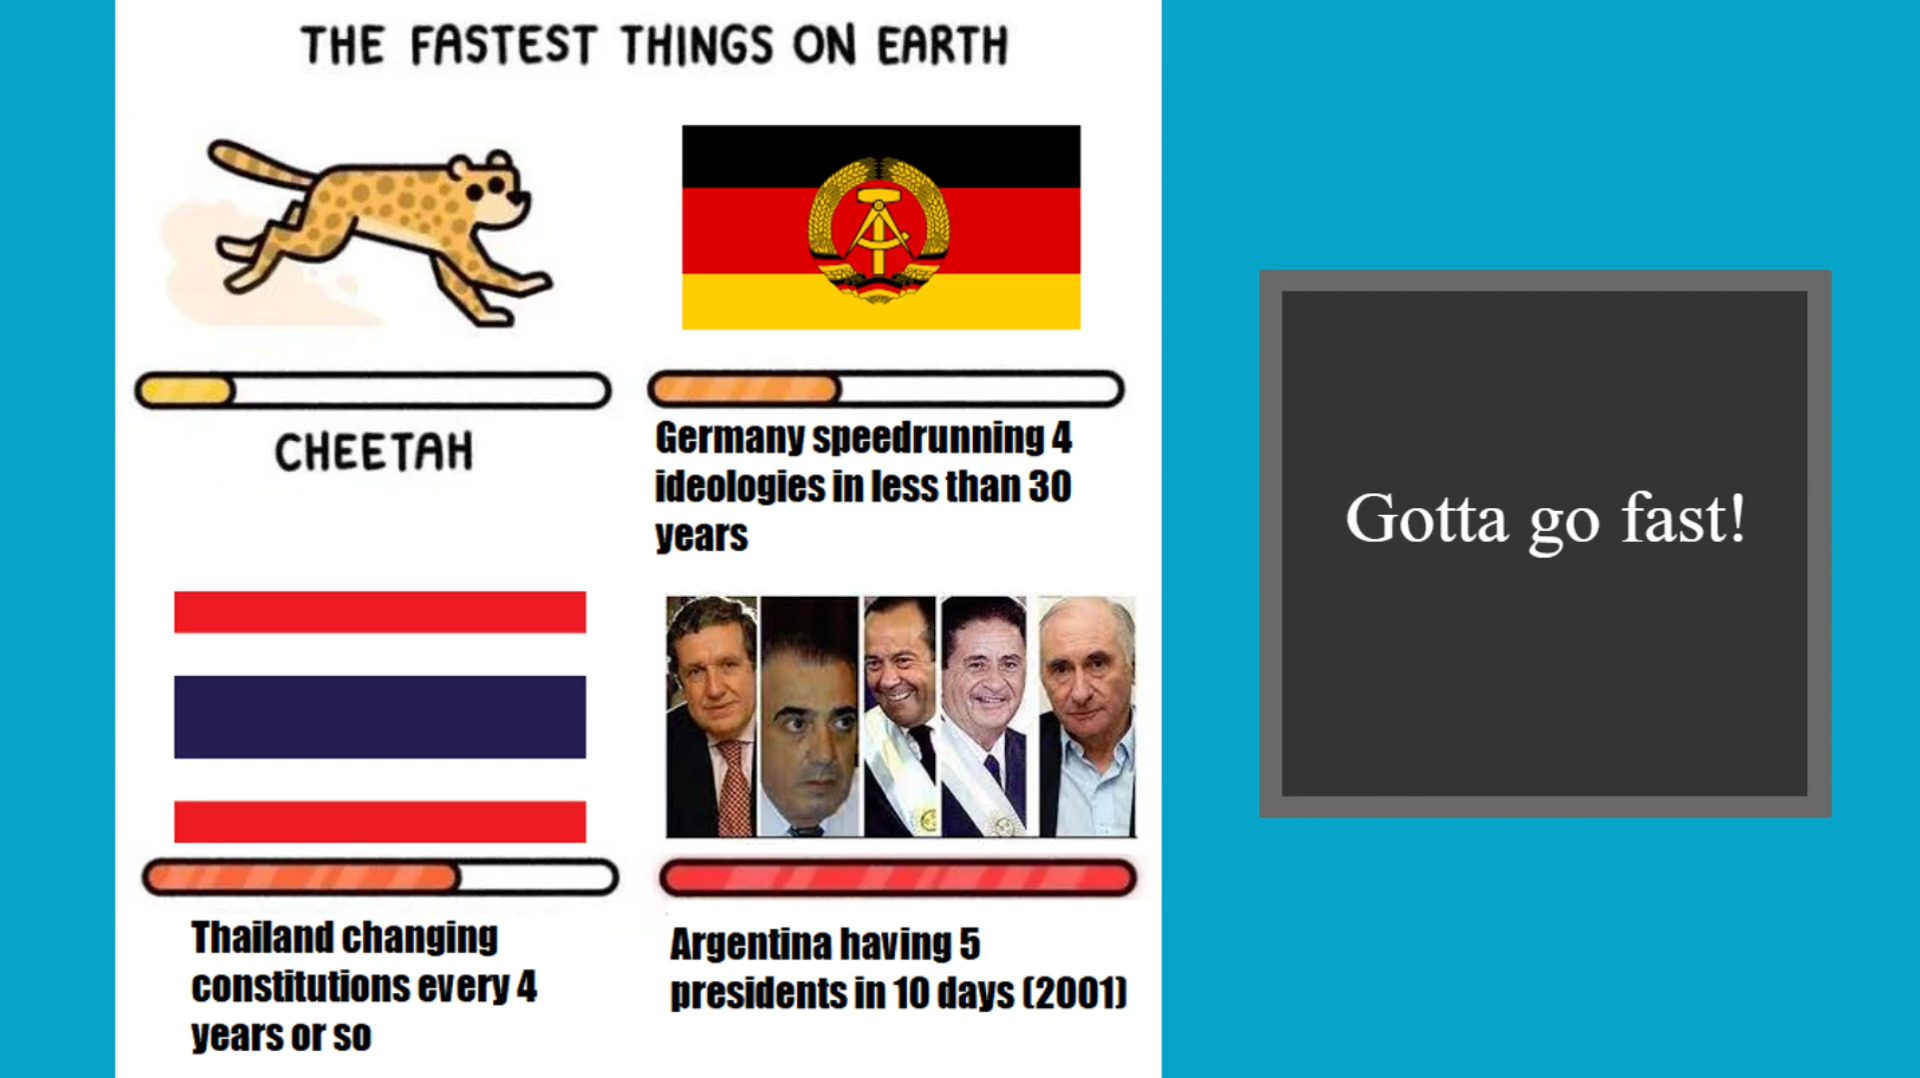 THE FASTEST THINGS ON EARTH
CHEETAH
Germany speedrunning 4
ideologies in less than 30
years
Thailand changing
constitutions every 4
years or so
Argentina having 5
presidents in 10 days (2001)
Gotta go fast!